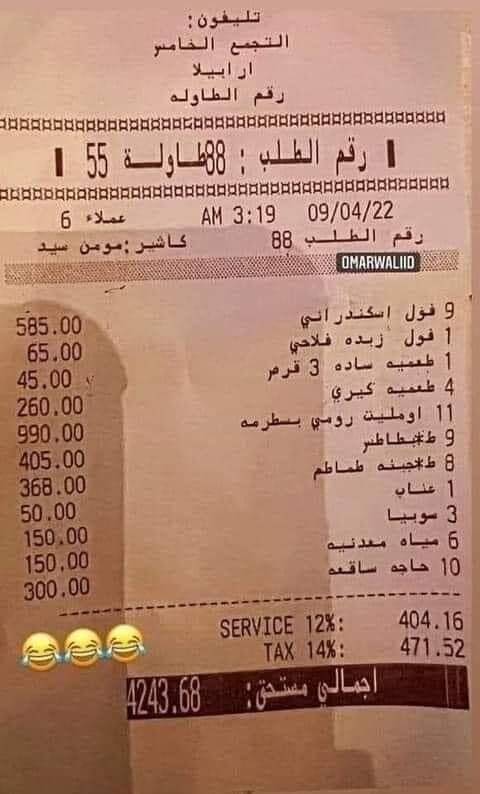 تليفون:
التجمع الخامس
ارابيلا
رقم الطاوله
رقم الطلب : 88طاولة 55
09/04/22 AM 3:19 عملاء 6
رقم الطلب 88 كاشير:مومن سيد
OMARWALIID
9 فول اسكندراني 585.00
1 فول زبده فلاحي 65.00
1 طعميه ساده 3 قرص 45.00
4 طعميه كيري 260.00
11 اومليت رومي بسطرمه 990.00
9 ط*بطاطس 405.00
8 ط*جبنه طماطم 368.00
1 عناب 50.00
3 سوبيا 150.00
6 مياه معدنيه 150.00
10 حاجه ساقعه 300.00
SERVICE 12%: 404.16
TAX 14%: 471.52
اجمالي مستحق: 4243.68